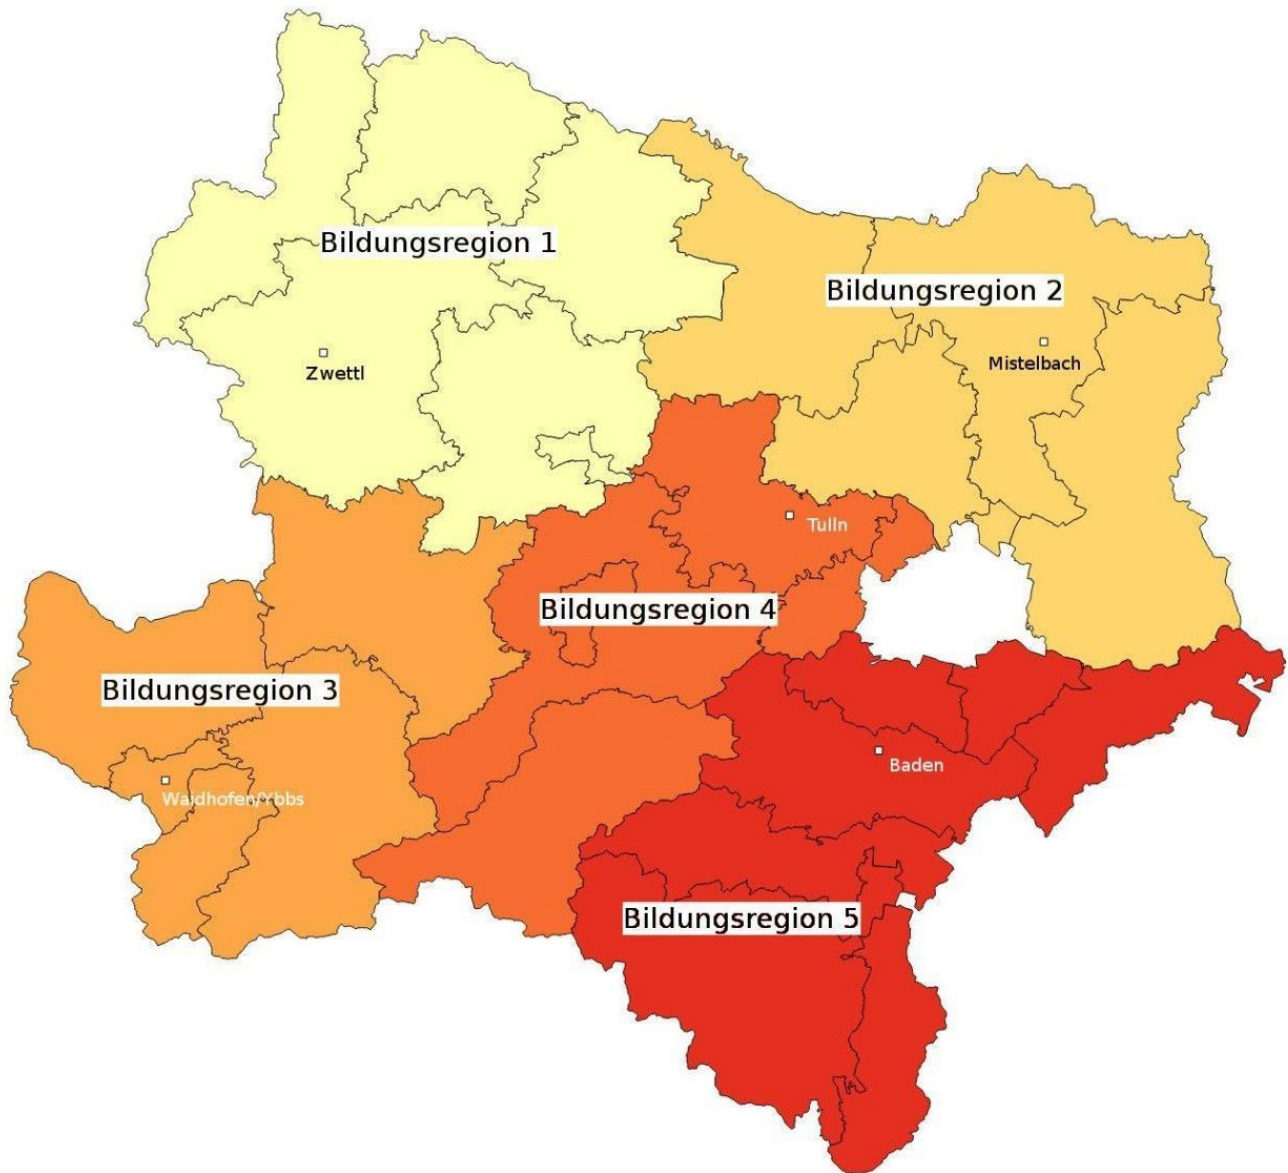 Bildungsregion 1
Bildungsregion 2
Zwettl
Mistelbach
Tulln
Bildungsregion 4
Bildungsregion 3
Baden
Waidhofen/Ybbs
Bildungsregion 5